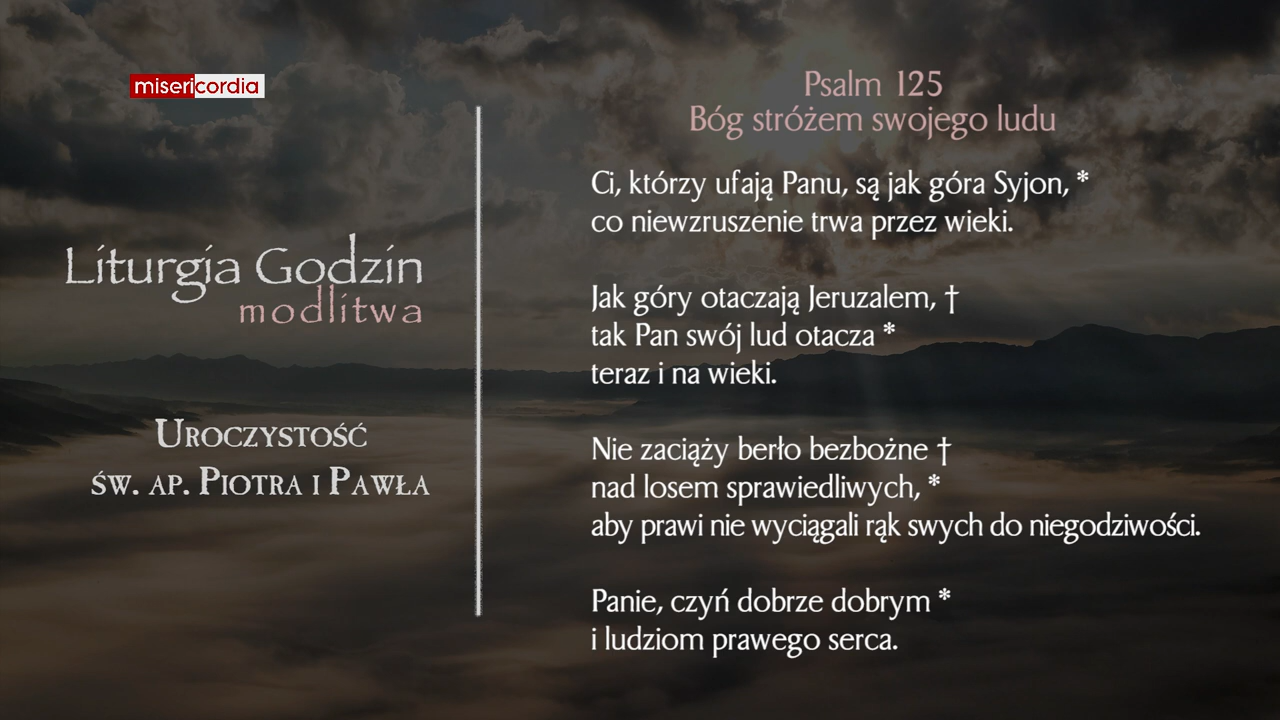 misericordia
Liturgia Godzin
modlitwa
Uroczystość
św. ap. Piotra i Pawła
Psalm 125
Bóg stróżem swojego ludu
Ci, którzy ufają Panu, są jak góra Syjon, *
co niewzruszenie trwa przez wieki.
Jak góry otaczają Jeruzalem, †
tak Pan swój lud otacza *
teraz i na wieki.
Nie zaciąży berło bezbożne †
nad losem sprawiedliwych, *
aby prawi nie wyciągali rąk swych do niegodziwości.
Panie, czyń dobrze dobrym *
i ludziom prawego serca.